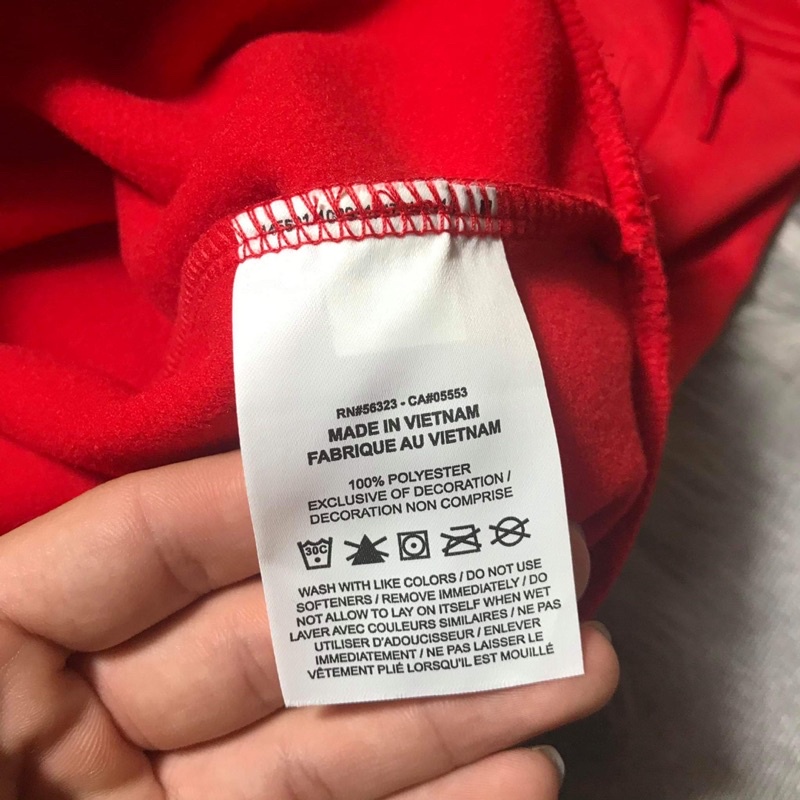 RN#56323 - CA#05553
MADE IN VIETNAM
FABRIQUE AU VIETNAM
100% POLYESTER
EXCLUSIVE OF DECORATION /
DECORATION NON COMPRISE
30C
WASH WITH LIKE COLORS / DO NOT USE
SOFTENERS / REMOVE IMMEDIATELY / DO
NOT ALLOW TO LAY ON ITSELF WHEN WET
LAVER AVEC COULEURS SIMILAIRES / NE PAS
UTILISER D'ADOUCISSEUR / ENLEVER
IMMEDIATEMENT / NE PAS LAISSER LE
VÊTEMENT PLIÉ LORSQU'IL EST MOUILLÉ